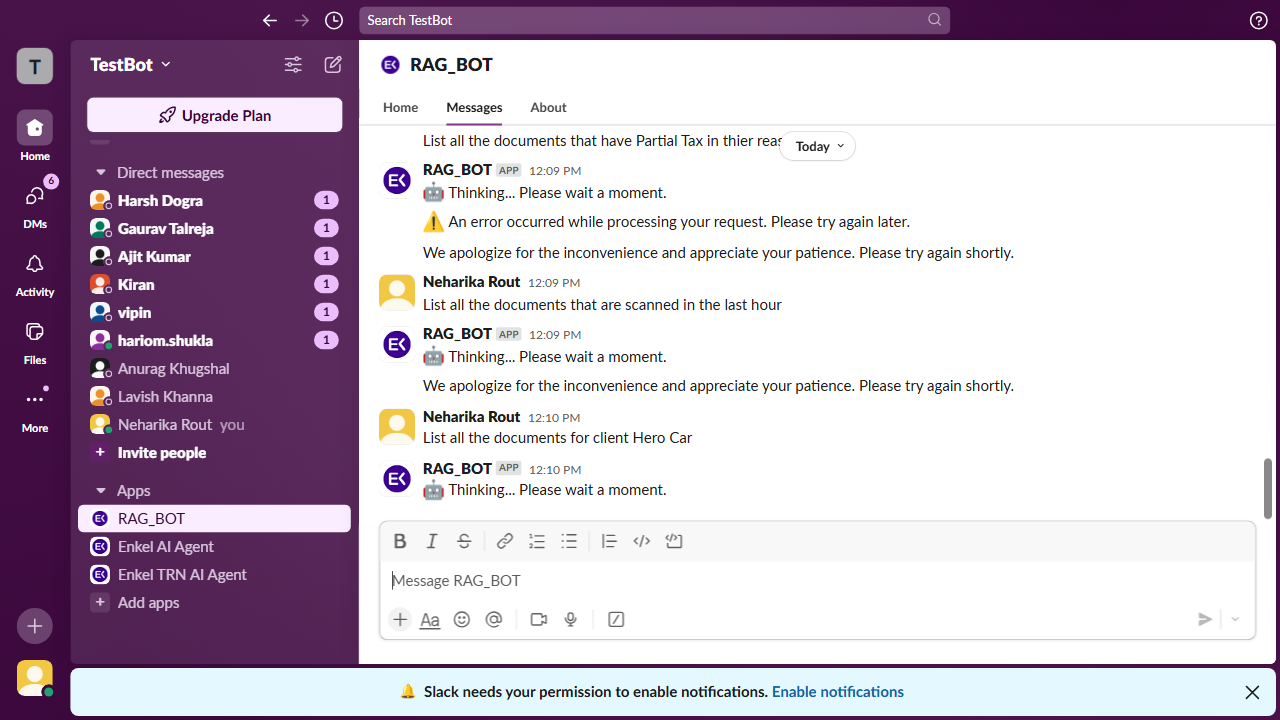 Search TestBot
T
Home
6
DMs
Activity
Files
More
TestBot
Upgrade Plan
Direct messages
Harsh Dogra 1
Gaurav Talreja 1
Ajit Kumar 1
Kiran 1
vipin 1
hariom.shukla 1
Anurag Khugshal
Lavish Khanna
Neharika Rout you
Invite people
Apps
RAG_BOT
Enkel AI Agent
Enkel TRN AI Agent
Add apps
RAG_BOT
Home Messages About
List all the documents that have Partial Tax in thier
Today
RAG_BOT APP 12:09 PM
Thinking... Please wait a moment.
An error occurred while processing your request. Please try again later.
We apologize for the inconvenience and appreciate your patience. Please try again shortly.
Neharika Rout 12:09 PM
List all the documents that are scanned in the last hour
RAG_BOT APP 12:09 PM
Thinking... Please wait a moment.
We apologize for the inconvenience and appreciate your patience. Please try again shortly.
Neharika Rout 12:10 PM
List all the documents for client Hero Car
RAG_BOT APP 12:10 PM
Thinking... Please wait a moment.
Message RAG_BOT
Aa
Slack needs your permission to enable notifications. Enable notifications